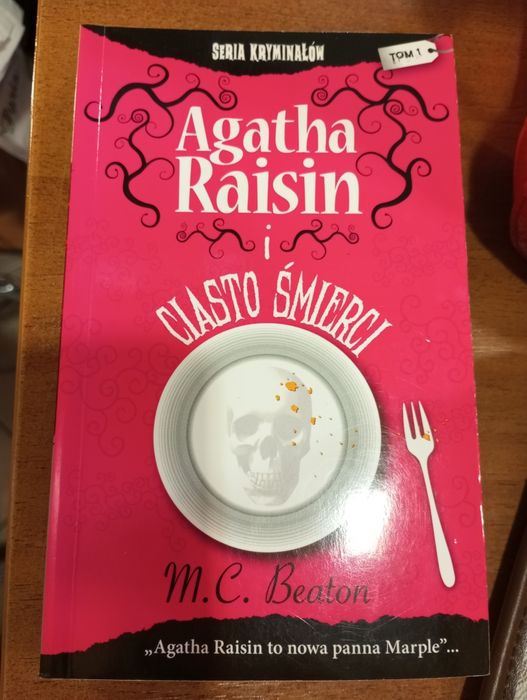 SERIA KRYMINAŁÓW
TOM 1
Agatha
Raisin
i
CIASTO ŚMIERCI
M.C. Beaton
„Agatha Raisin to nowa panna Marple”...